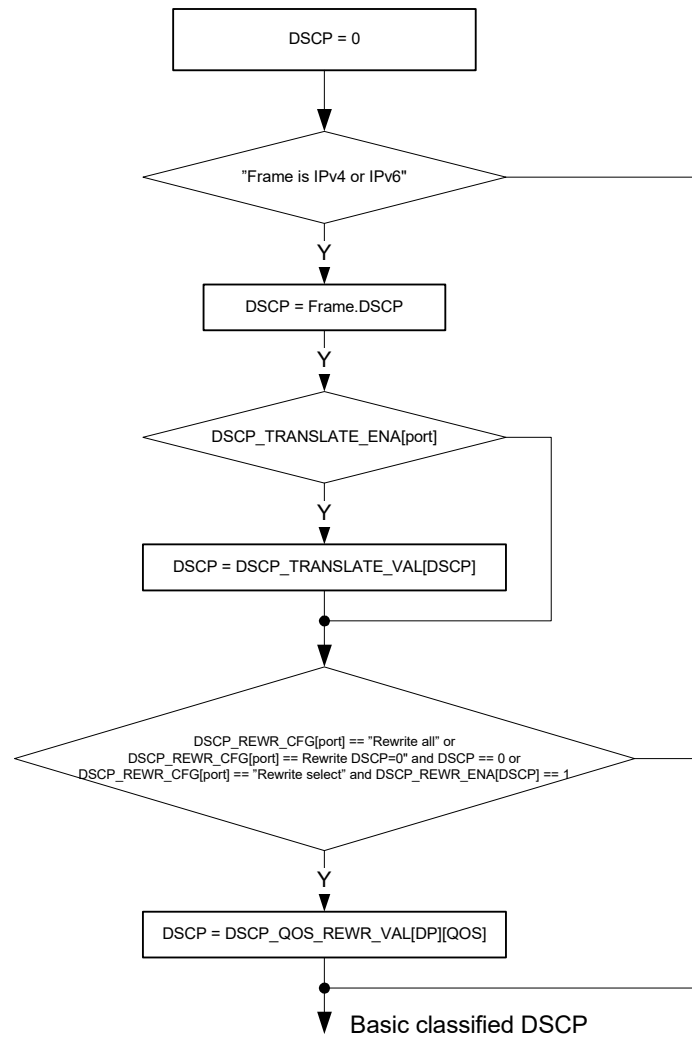 DSCP = 0
”Frame is IPv4 or IPv6"
Y
DSCP = Frame.DSCP
Y
DSCP_TRANSLATE_ENA[port]
Y
DSCP = DSCP_TRANSLATE_VAL[DSCP]
DSCP_REWR_CFG[port] == ”Rewrite all” or
DSCP_REWR_CFG[port] == Rewrite DSCP=0" and DSCP == 0 or
DSCP_REWR_CFG[port] == ”Rewrite select” and DSCP_REWR_ENA[DSCP] == 1
Y
DSCP = DSCP_QOS_REWR_VAL[DP][QOS]
Basic classified DSCP